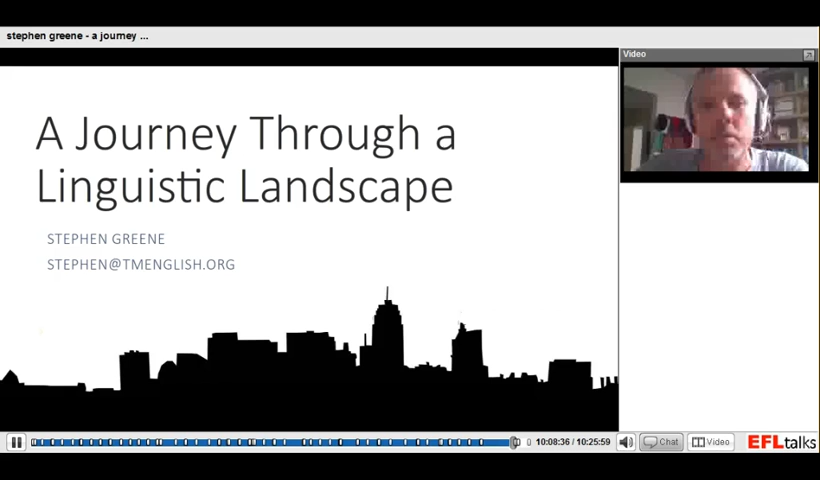 stephen greene - a journey ...
Video
A Journey Through a
Linguistic Landscape
STEPHEN GREENE
STEPHEN@TMENGLISH.ORG
10:08:36 / 10:25:59
Chat
Video
EFLtalks